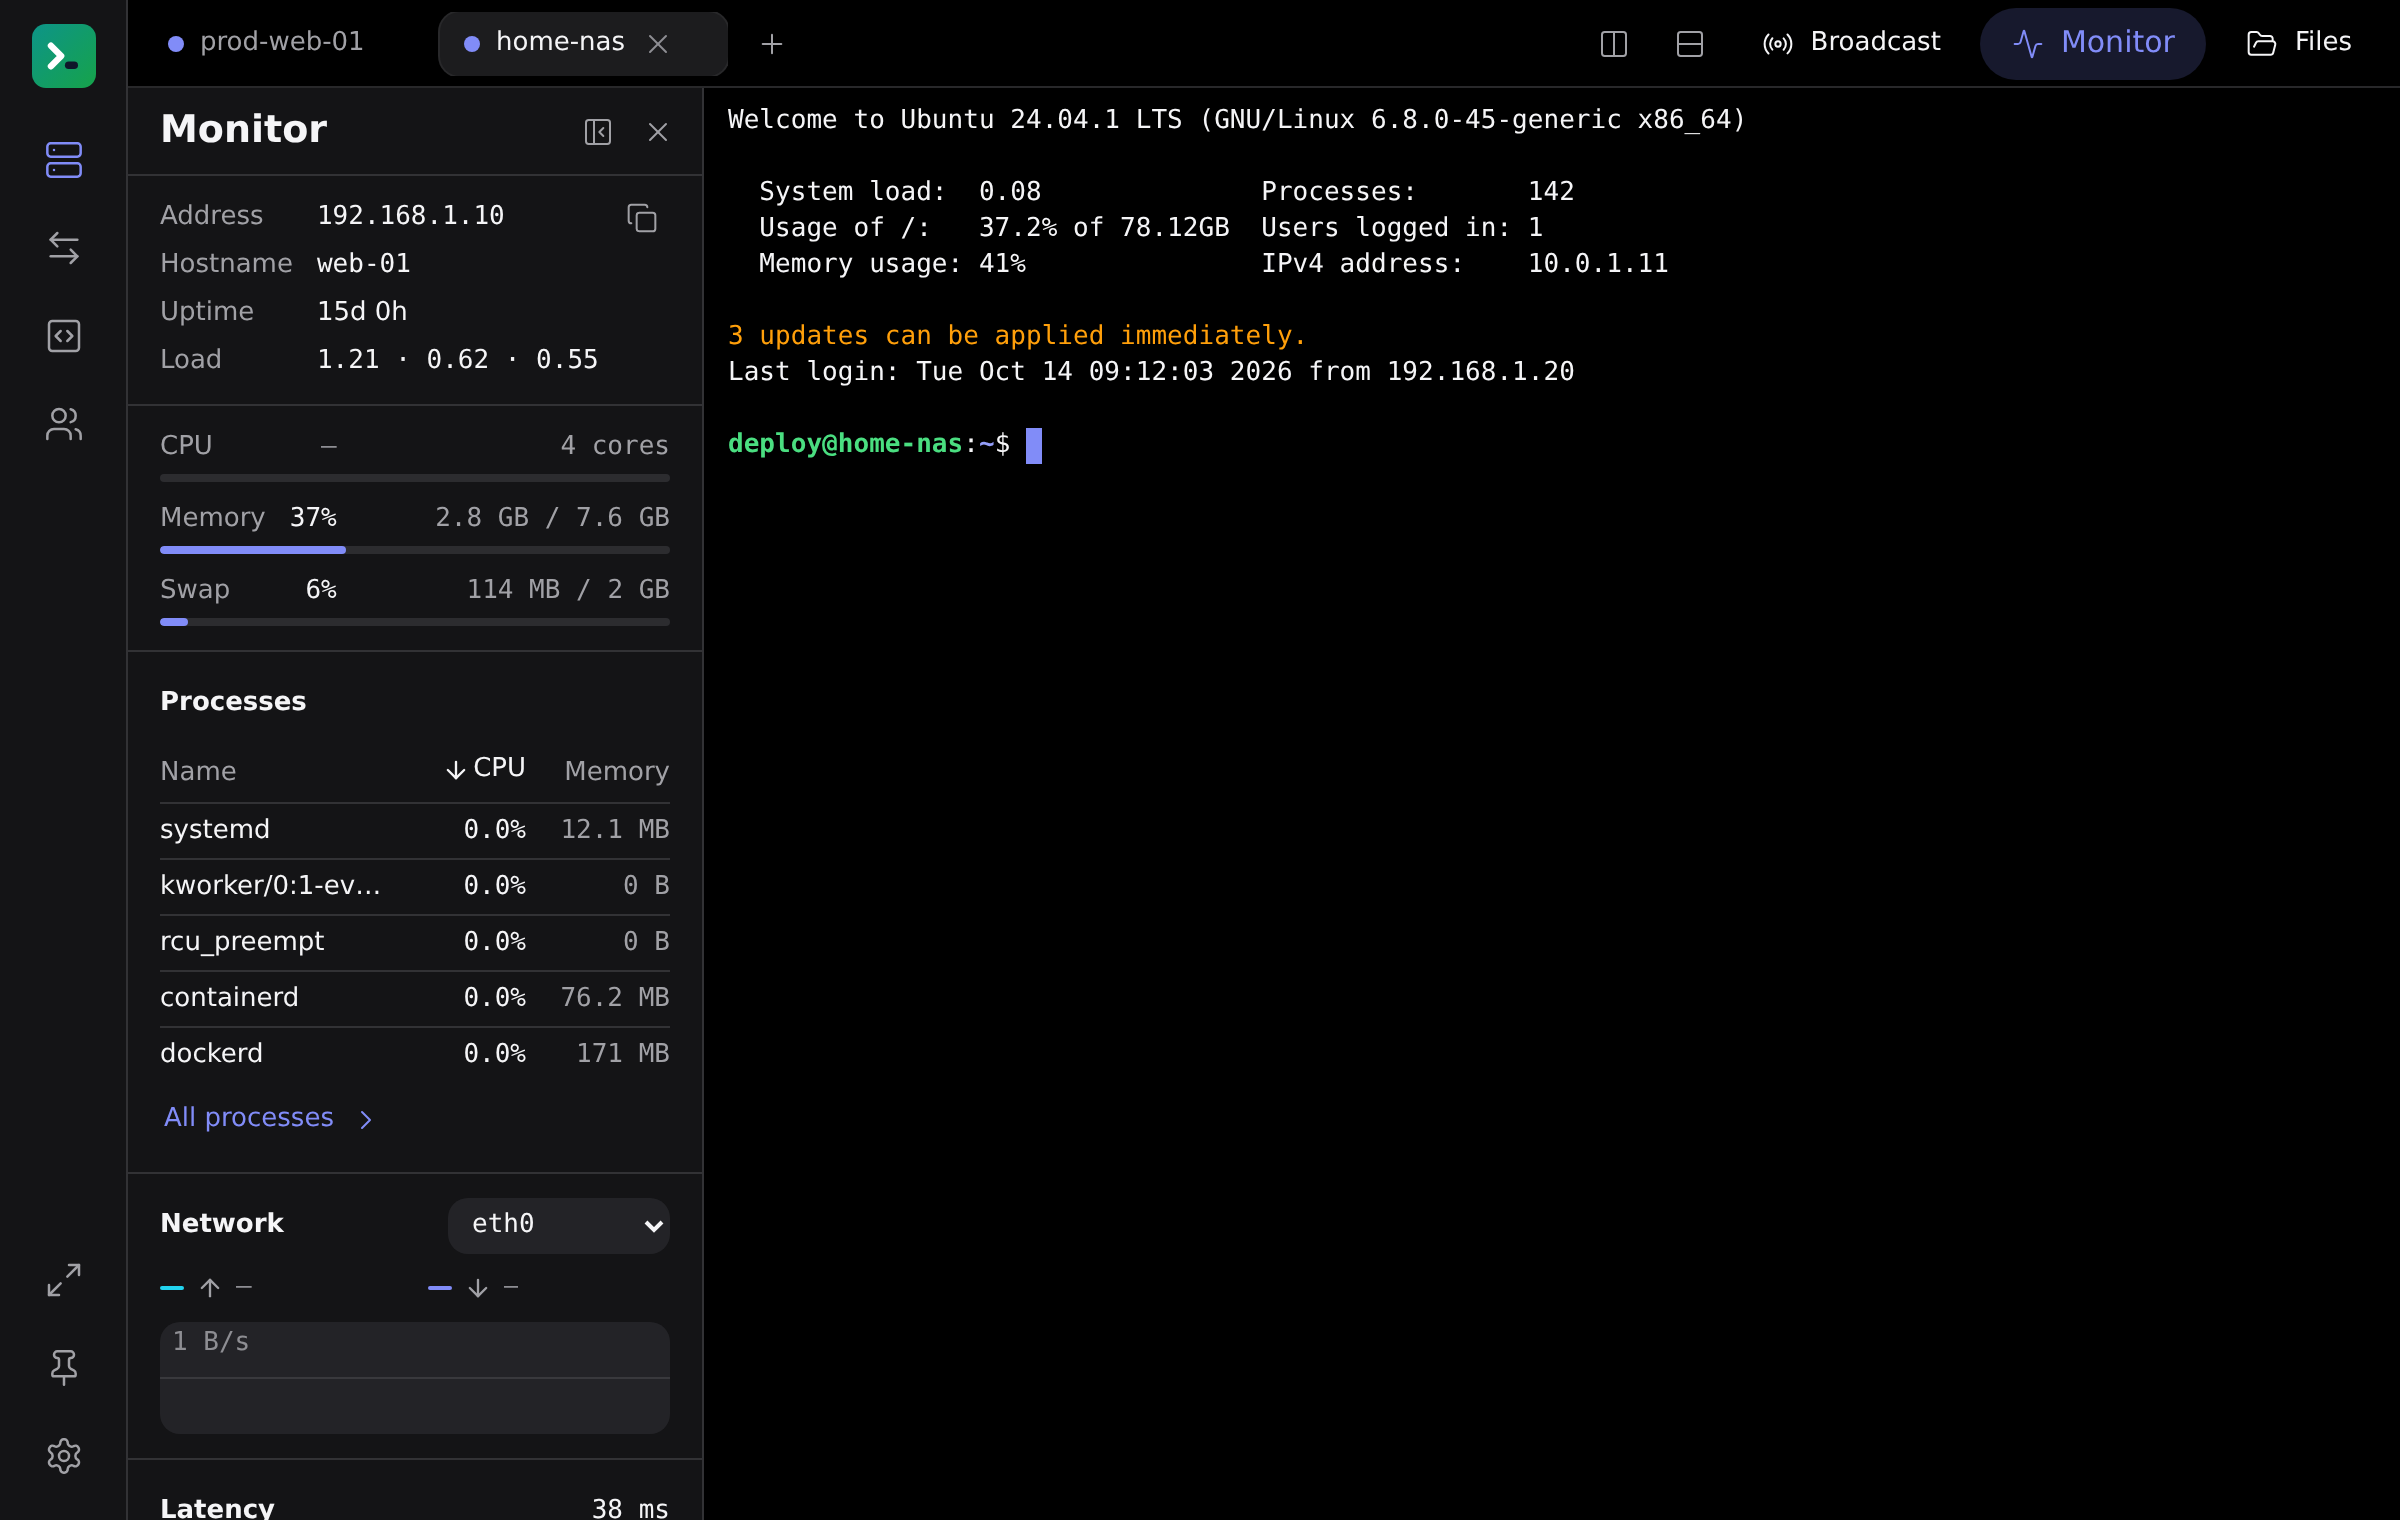 prod-web-01
home-nas
Broadcast
Monitor
Files
Monitor
Address 192.168.1.10
Hostname web-01
Uptime 15d 0h
Load 1.21 · 0.62 · 0.55
CPU — 4 cores
Memory 37% 2.8 GB / 7.6 GB
Swap 6% 114 MB / 2 GB
Processes
Name CPU Memory
systemd 0.0% 12.1 MB
kworker/0:1-ev… 0.0% 0 B
rcu_preempt 0.0% 0 B
containerd 0.0% 76.2 MB
dockerd 0.0% 171 MB
All processes
Network eth0
— —
1 B/s
Latency 38 ms
Welcome to Ubuntu 24.04.1 LTS (GNU/Linux 6.8.0-45-generic x86_64)
System load: 0.08 Processes: 142
Usage of /: 37.2% of 78.12GB Users logged in: 1
Memory usage: 41% IPv4 address: 10.0.1.11
3 updates can be applied immediately.
Last login: Tue Oct 14 09:12:03 2026 from 192.168.1.20
deploy@home-nas:~$